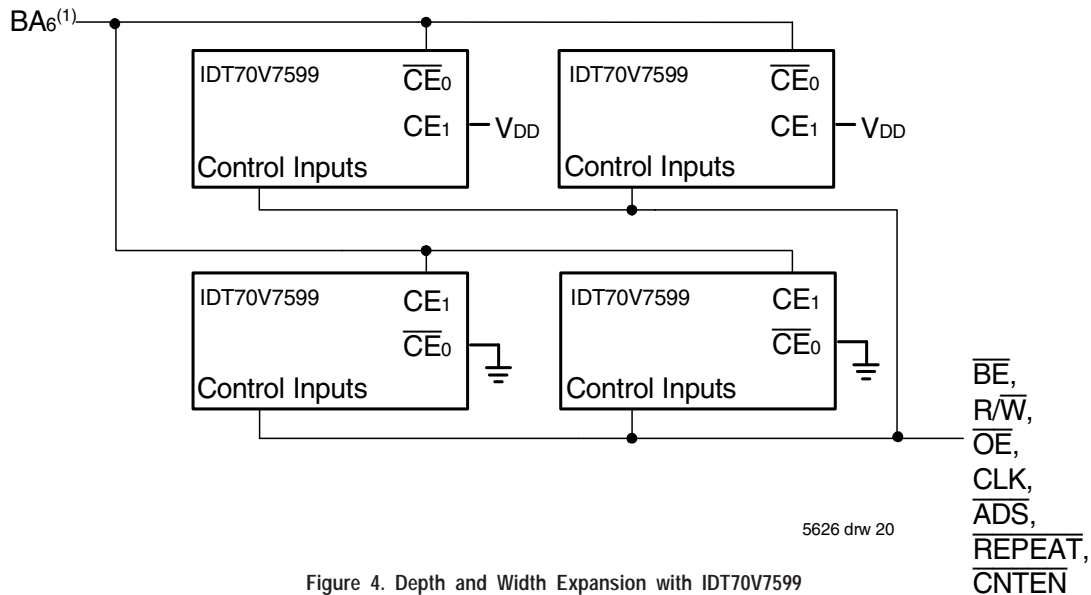 BA6(1)
IDT70V7599
CE0
CE1
VDD
Control Inputs
IDT70V7599
CE0
CE1
VDD
Control Inputs
IDT70V7599
CE1
CE0
Control Inputs
IDT70V7599
CE1
CE0
Control Inputs
BE,
R/W,
OE,
CLK,
ADS,
REPEAT,
CNTEN
5626 drw 20
Figure 4. Depth and Width Expansion with IDT70V7599